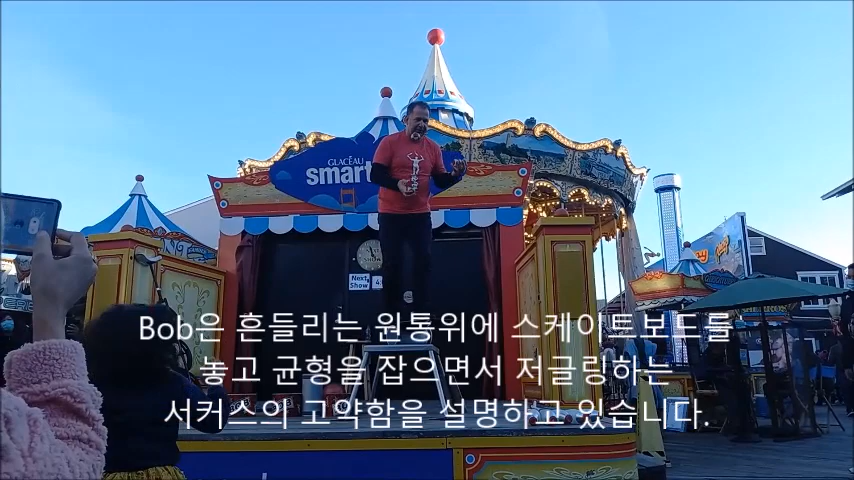 GLACÉAU
smart
Next
Show
Bob은 흔들리는 원통위에 스케이트보드를
놓고 균형을 잡으면서 저글링하는
서커스의 고약함을 설명하고 있습니다.